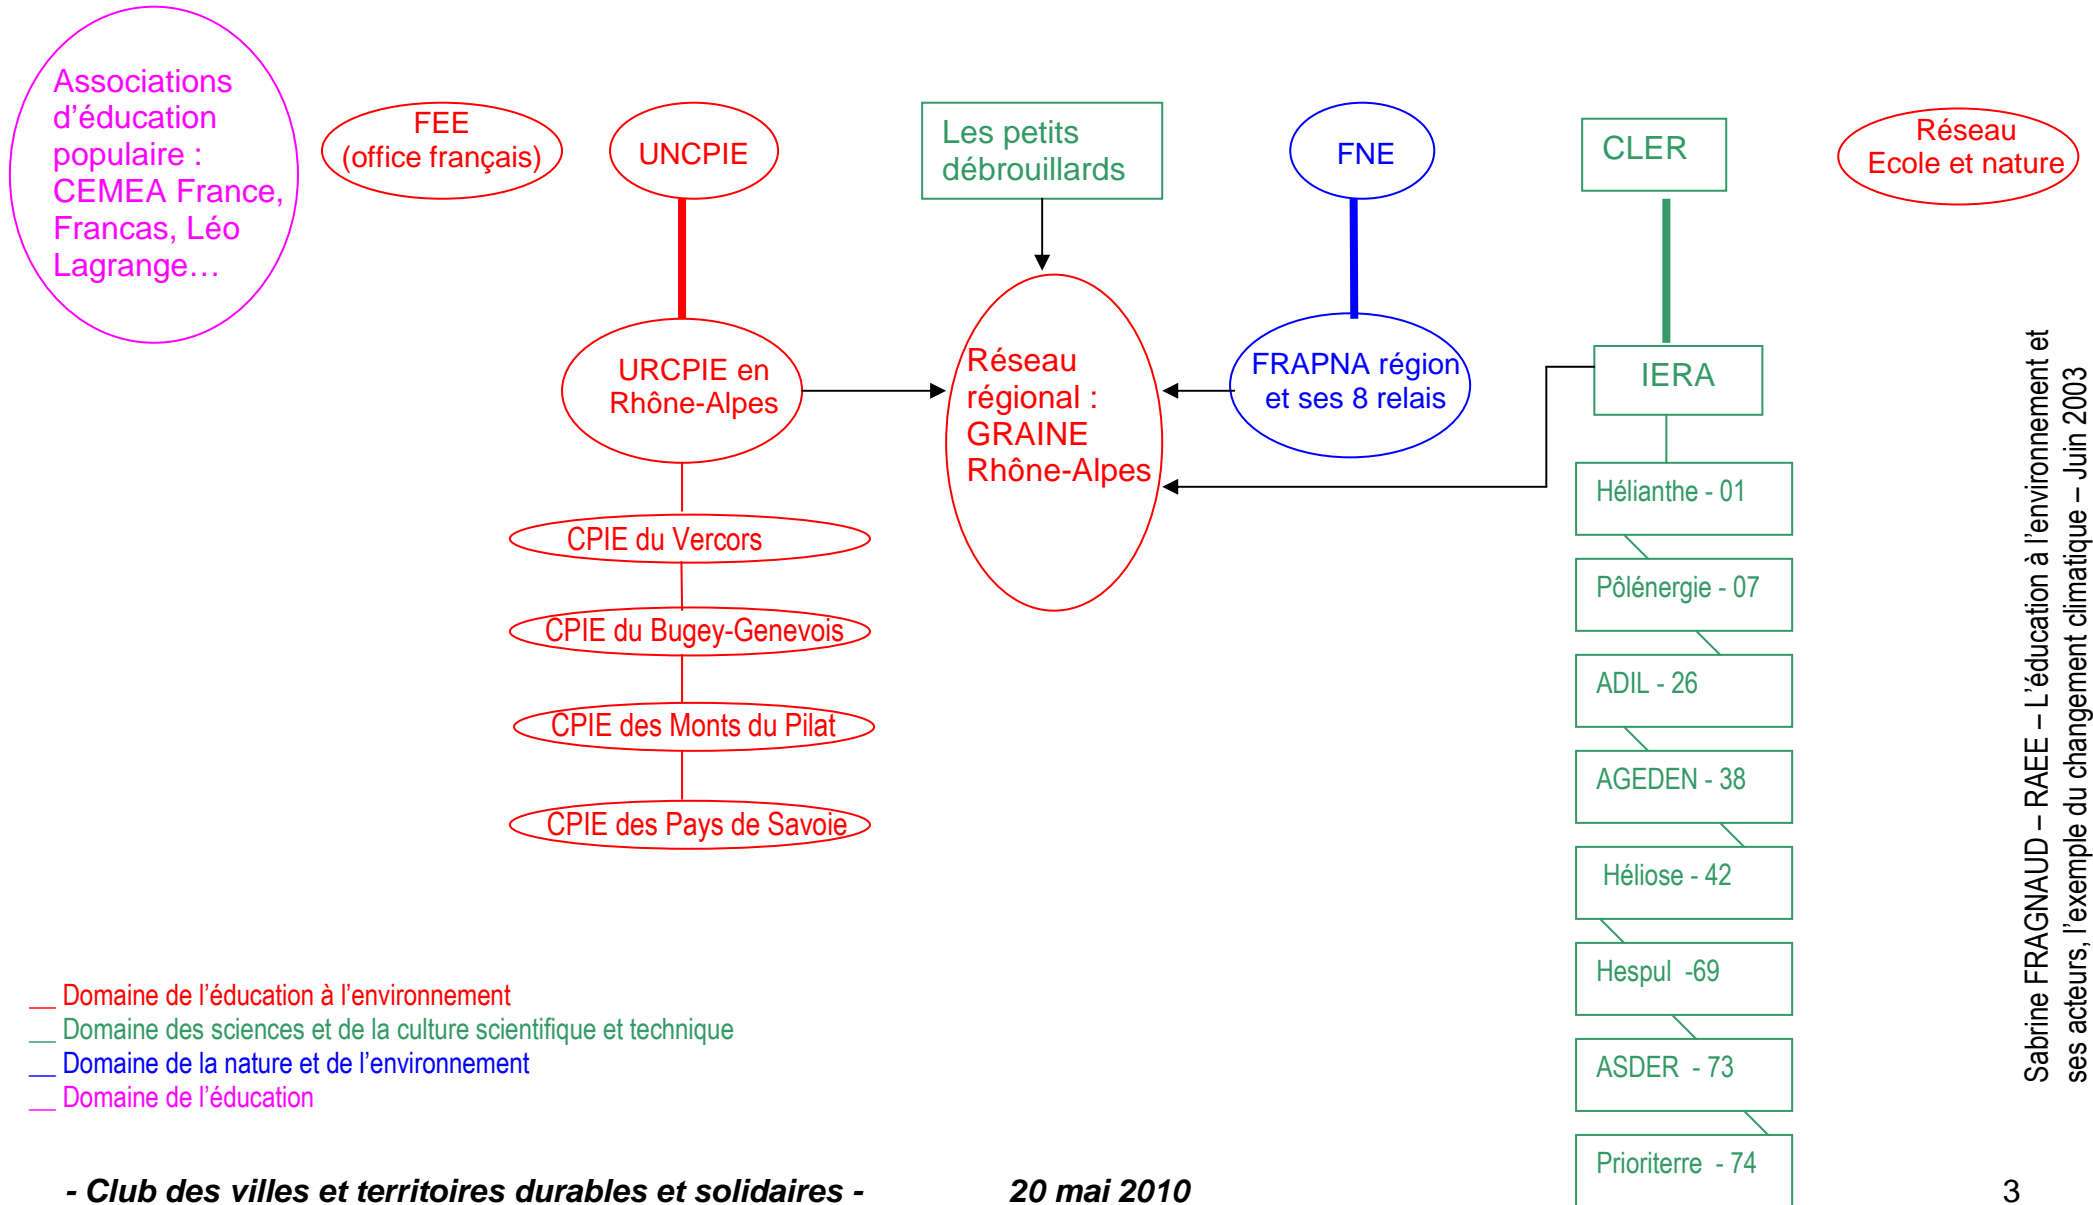 Associations
d’éducation
populaire :
CEMEA France,
Francas, Léo
Lagrange…
FEE
(office français)
UNCPIE
Les petits
débrouillards
FNE
CLER
Réseau
Ecole et nature
URCPIE en
Rhône-Alpes
Réseau
régional :
GRAINE
Rhône-Alpes
FRAPNA région
et ses 8 relais
IERA
CPIE du Vercors
CPIE du Bugey-Genevois
CPIE des Monts du Pilat
CPIE des Pays de Savoie
Hélianthe - 01
Pôlénergie - 07
ADIL - 26
AGEDEN - 38
Héliose - 42
Hespul -69
ASDER - 73
Prioriterre - 74
Sabrine FRAGNAUD – RAEE – L’éducation à l’environnement et
ses acteurs, l’exemple du changement climatique – Juin 2003
__ Domaine de l’éducation à l’environnement
__ Domaine des sciences et de la culture scientifique et technique
__ Domaine de la nature et de l’environnement
__ Domaine de l’éducation
- Club des villes et territoires durables et solidaires - 20 mai 2010 3